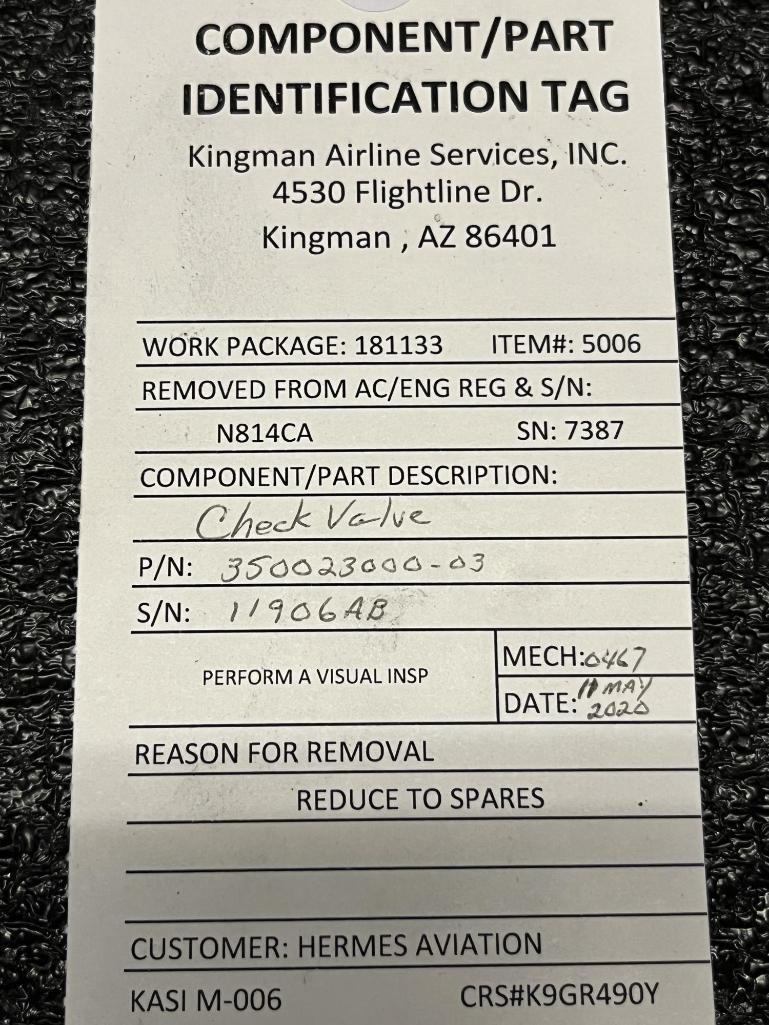 COMPONENT/PART
IDENTIFICATION TAG
Kingman Airline Services, INC.
4530 Flightline Dr.
Kingman , AZ 86401
WORK PACKAGE: 181133 ITEM#: 5006
REMOVED FROM AC/ENG REG & S/N:
N814CA SN: 7387
COMPONENT/PART DESCRIPTION:
Check Valve
P/N: 350023000-03
S/N: 11906AB
PERFORM A VISUAL INSP
MECH: 0467
DATE: 11 MAY
2020
REASON FOR REMOVAL
REDUCE TO SPARES
CUSTOMER: HERMES AVIATION
KASI M-006 CRS#K9GR490Y